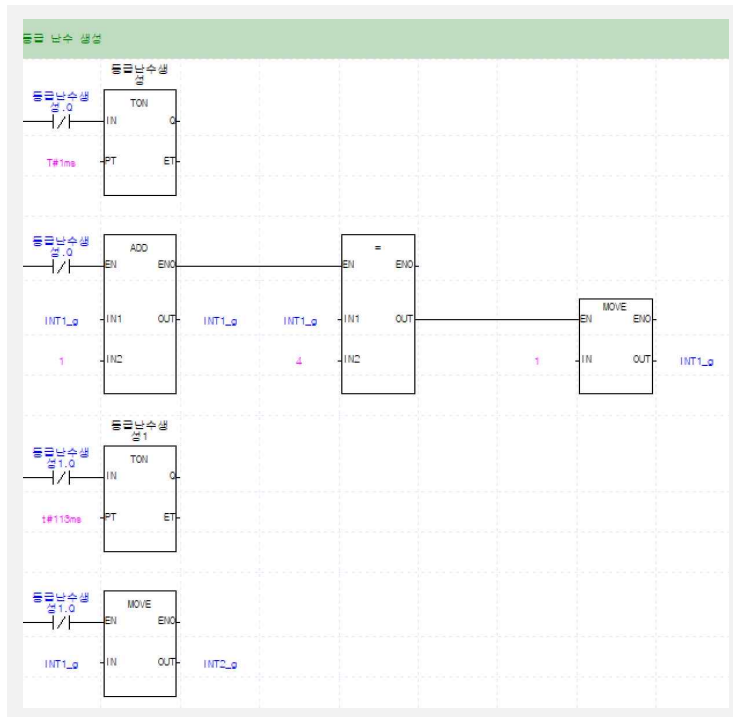 등급 난수 생성
등급난수생
성
등급난수생
성.Q
TON
IN Q
T#1ms PT ET
등급난수생
성.Q
ADD =
EN ENO EN ENO
MOVE
INT1_g IN1 OUT INT1_g INT1_g IN1 OUT EN ENO
1 IN2 4 IN2 1 IN OUT INT1_g
등급난수생
성1
등급난수생
성1.Q
TON
IN Q
t#113ms PT ET
등급난수생
성1.Q
MOVE
EN ENO
INT1_g IN OUT INT2_g